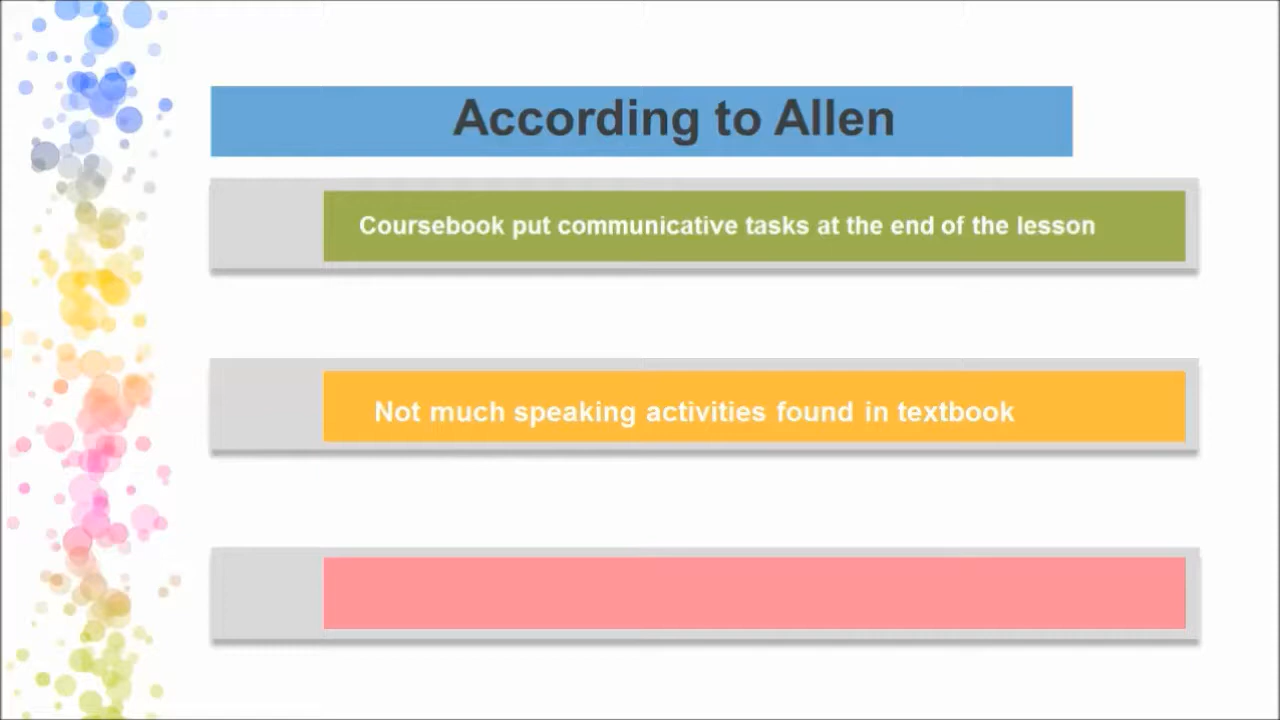 According to Allen
Coursebook put communicative tasks at the end of the lesson
Not much speaking activities found in textbook